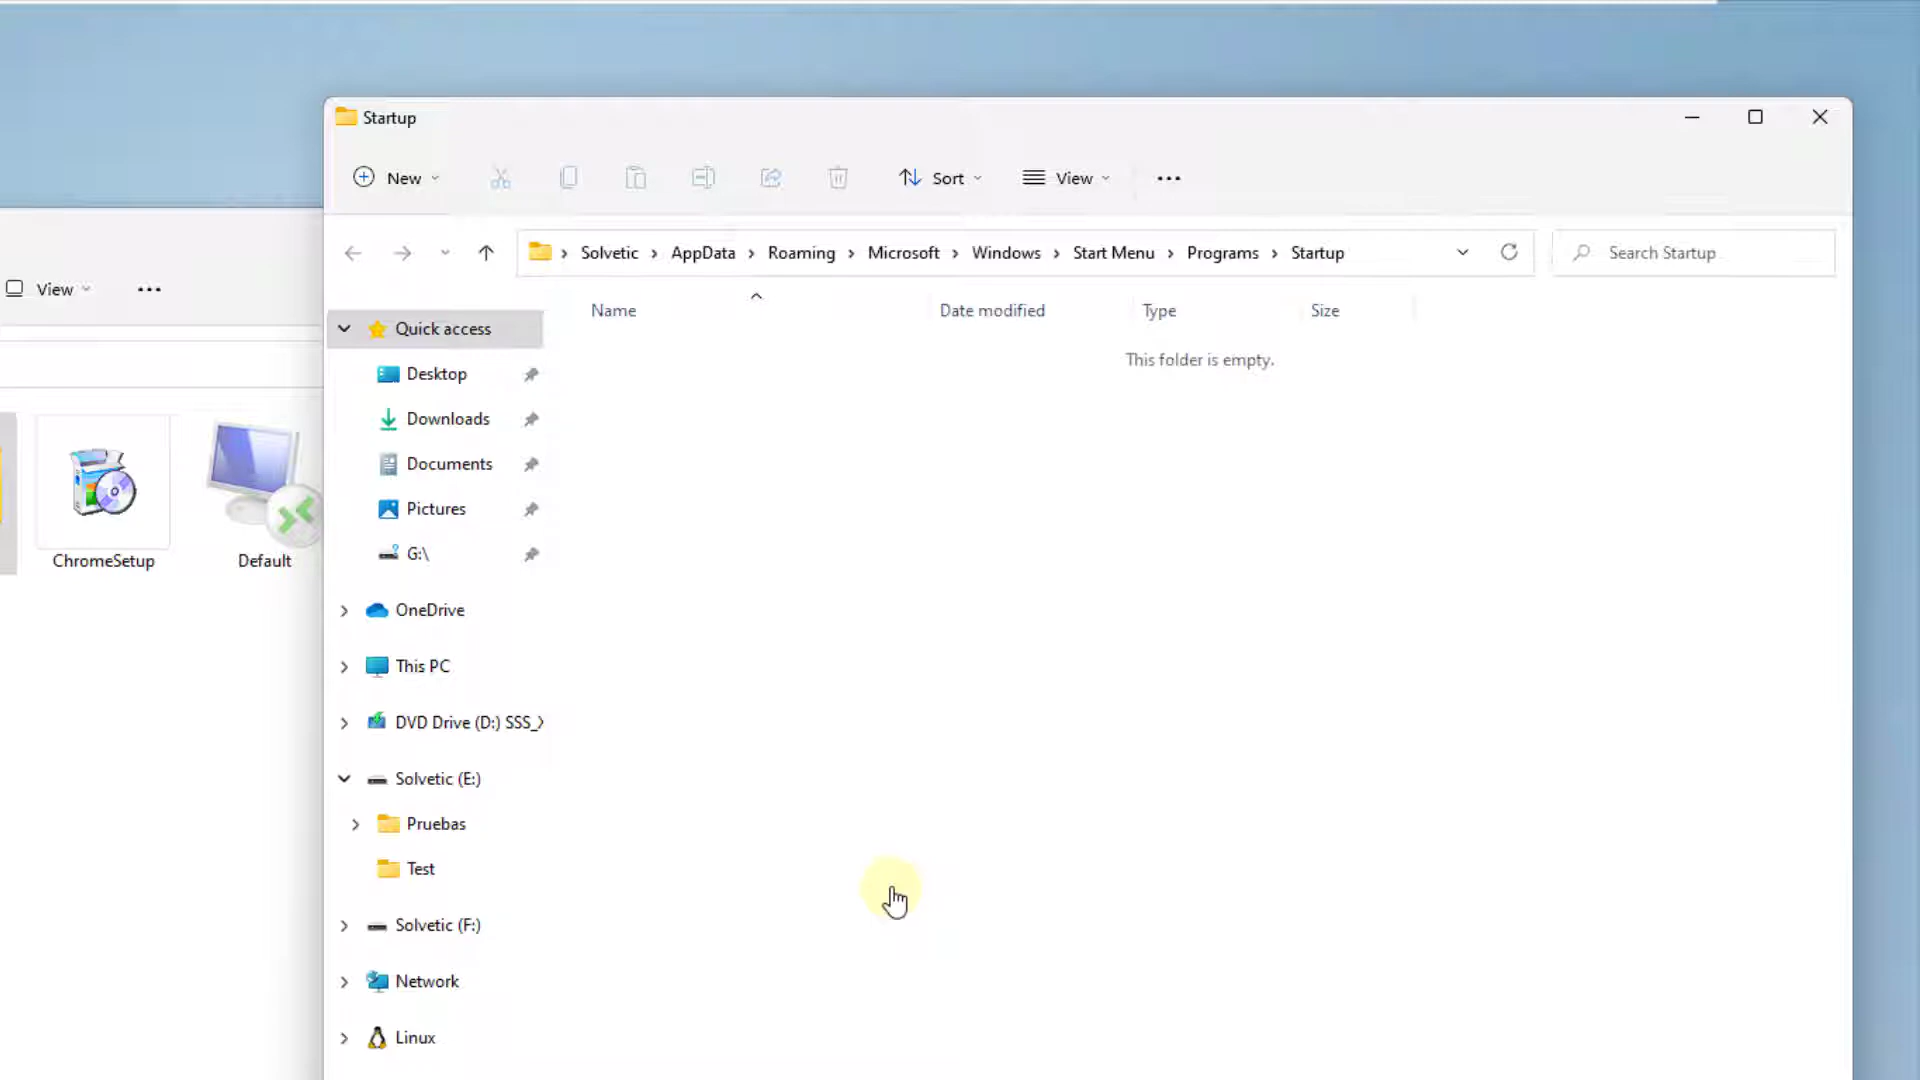 Startup
New
Sort
View
Solvetic > AppData > Roaming > Microsoft > Windows > Start Menu > Programs > Startup
Search Startup
View
Name
Date modified
Type
Size
This folder is empty.
Quick access
Desktop
Downloads
Documents
Pictures
G:\
OneDrive
This PC
DVD Drive (D:) SSS_X
Solvetic (E:)
Pruebas
Test
Solvetic (F:)
Network
Linux
ChromeSetup
Default